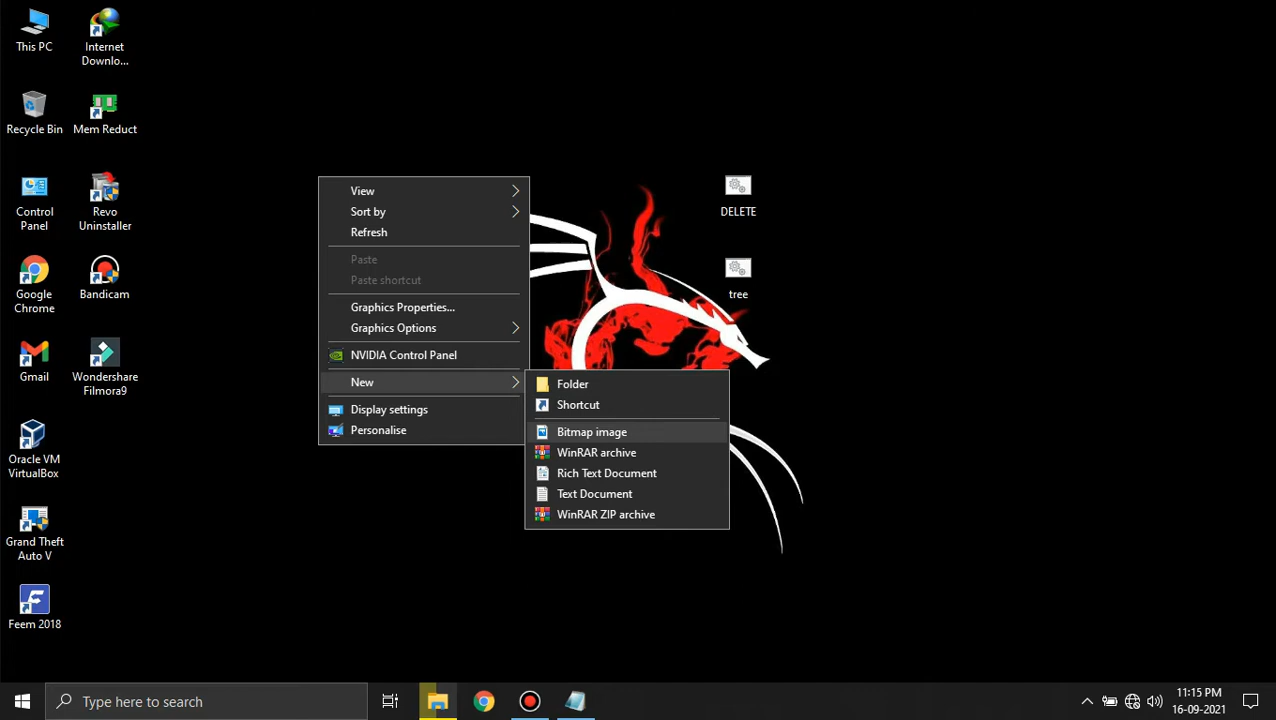 This PC
Internet
Downlo...
Recycle Bin
Mem Reduct
Control
Panel
Revo
Uninstaller
Google
Chrome
Bandicam
Gmail
Wondershare
Filmora9
Oracle VM
VirtualBox
Grand Theft
Auto V
Feem 2018
DELETE
tree
View
Sort by
Refresh
Paste
Paste shortcut
Graphics Properties...
Graphics Options
NVIDIA Control Panel
New
Display settings
Personalise
Folder
Shortcut
Bitmap image
WinRAR archive
Rich Text Document
Text Document
WinRAR ZIP archive
Type here to search
11:15 PM
16-09-2021